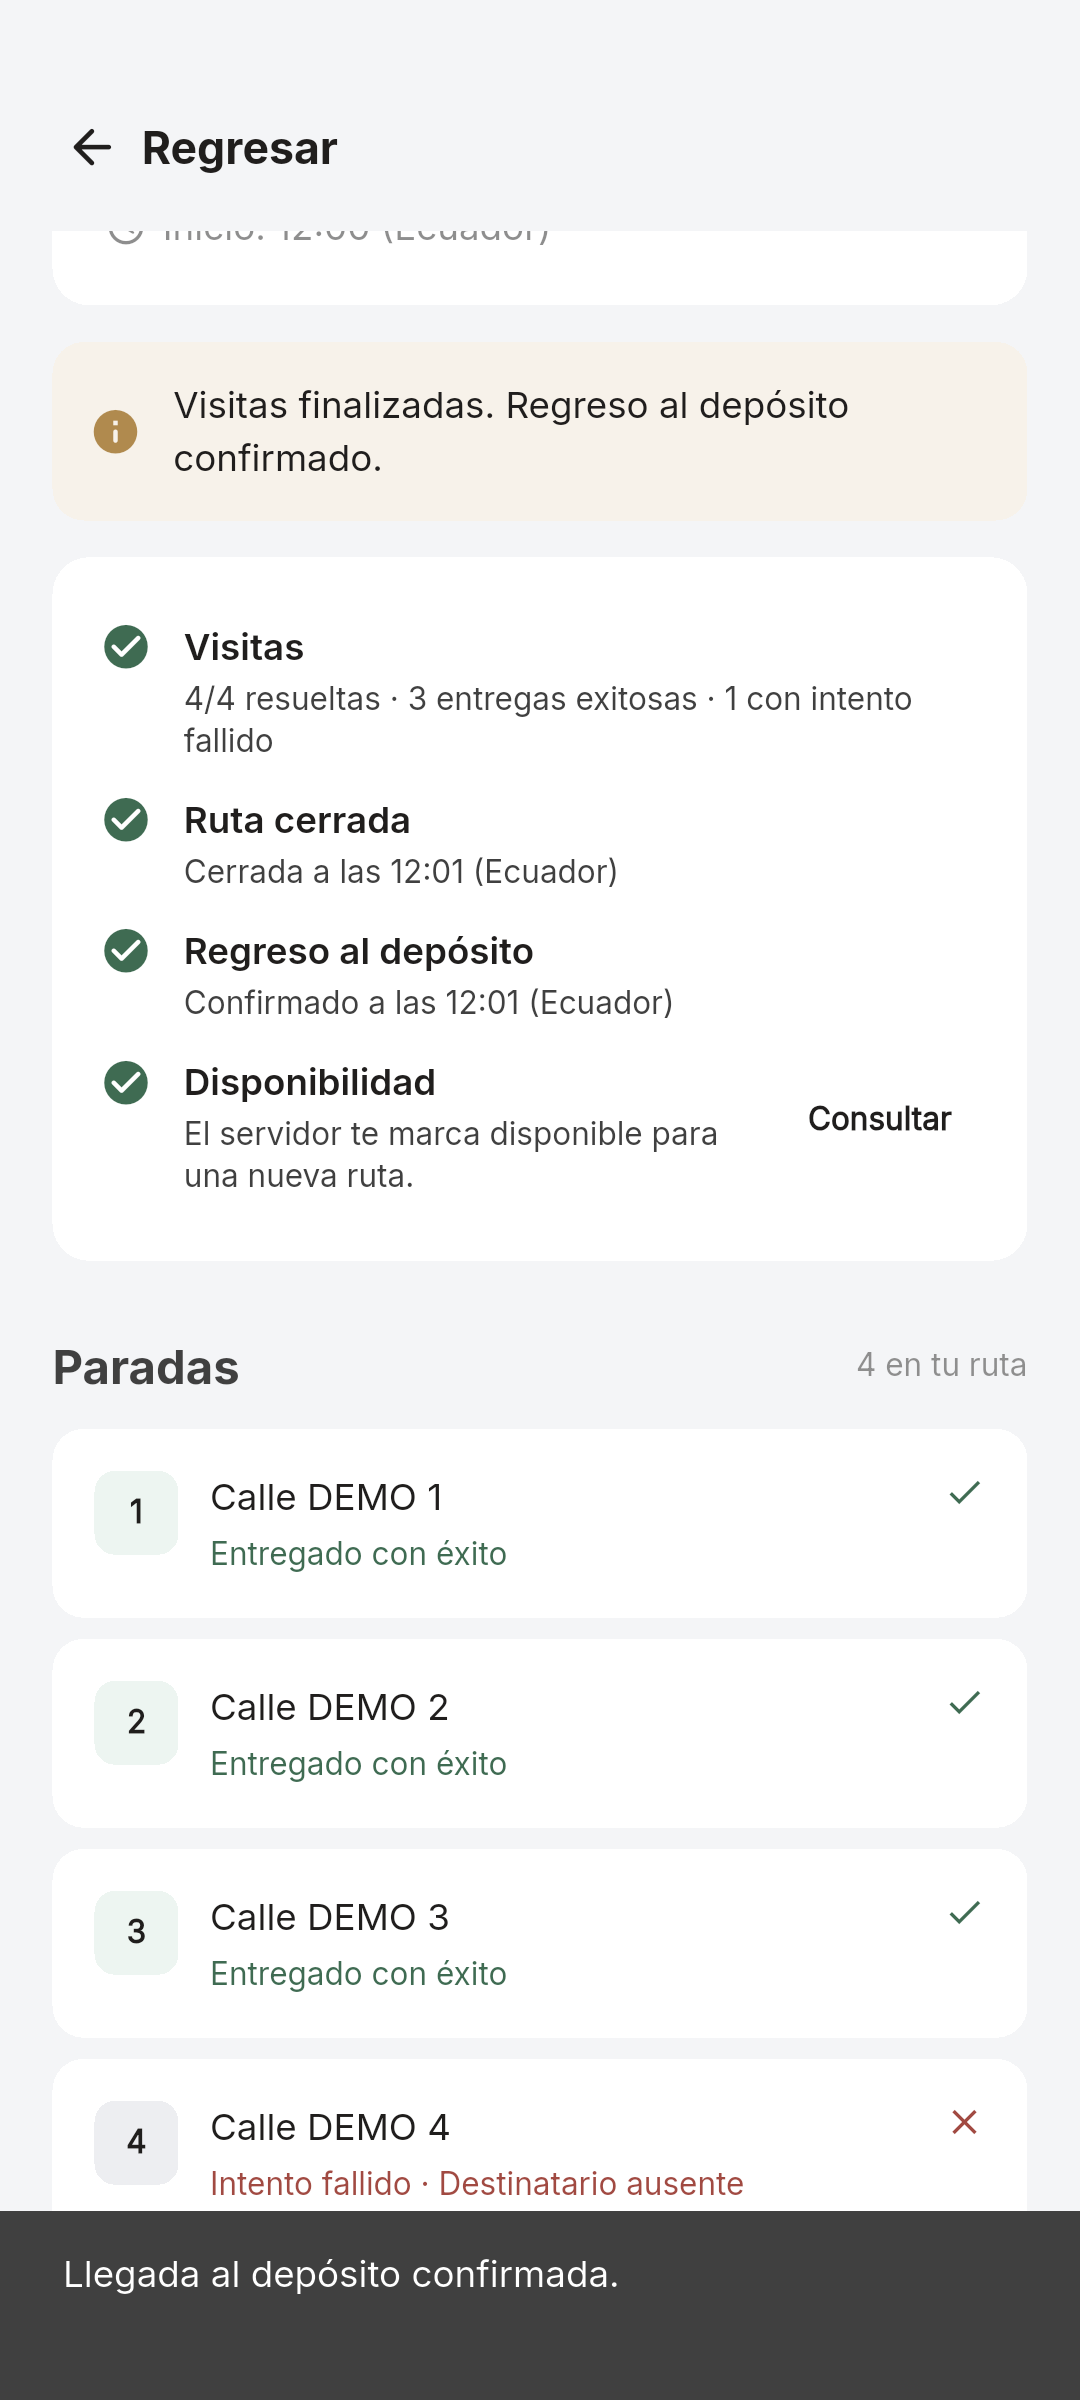 Regresar
Inicio: 12:00 (Ecuador)
Visitas finalizadas. Regreso al depósito
confirmado.
Visitas
4/4 resueltas · 3 entregas exitosas · 1 con intento
fallido
Ruta cerrada
Cerrada a las 12:01 (Ecuador)
Regreso al depósito
Confirmado a las 12:01 (Ecuador)
Disponibilidad
El servidor te marca disponible para
una nueva ruta.
Consultar
Paradas
4 en tu ruta
1
Calle DEMO 1
Entregado con éxito
2
Calle DEMO 2
Entregado con éxito
3
Calle DEMO 3
Entregado con éxito
4
Calle DEMO 4
Intento fallido · Destinatario ausente
Llegada al depósito confirmada.